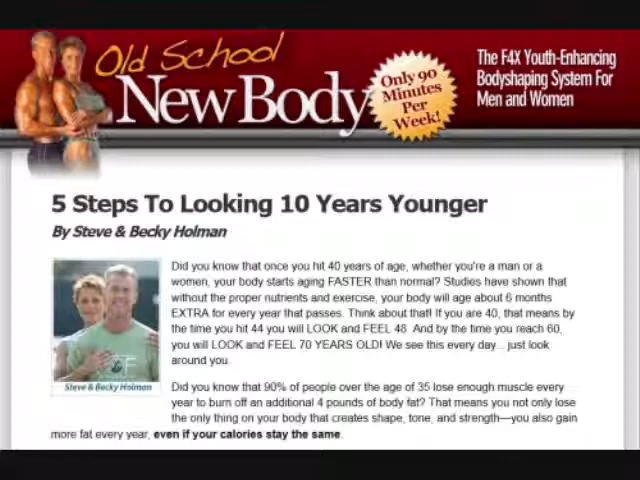 Old School
New Body
Only 90
Minutes
Per
Week!
The F4X Youth-Enhancing
Bodyshaping System For
Men and Women
5 Steps To Looking 10 Years Younger
By Steve & Becky Holman
Did you know that once you hit 40 years of age, whether you're a man or a
women, your body starts aging FASTER than normal? Studies have shown that
without the proper nutrients and exercise, your body will age about 6 months
EXTRA for every year that passes. Think about that! If you are 40, that means by
the time you hit 44 you will LOOK and FEEL 46 And by the time you reach 60,
you will LOOK and FEEL 70 YEARS OLD! We see this every day... just look
around you.
Steve & Becky Holman
Did you know that 90% of people over the age of 35 lose enough muscle every
year to burn off an additional 4 pounds of body fat? That means you not only lose
the only thing on your body that creates shape, tone, and strength—you also gain
more fat every year, even if your calories stay the same.